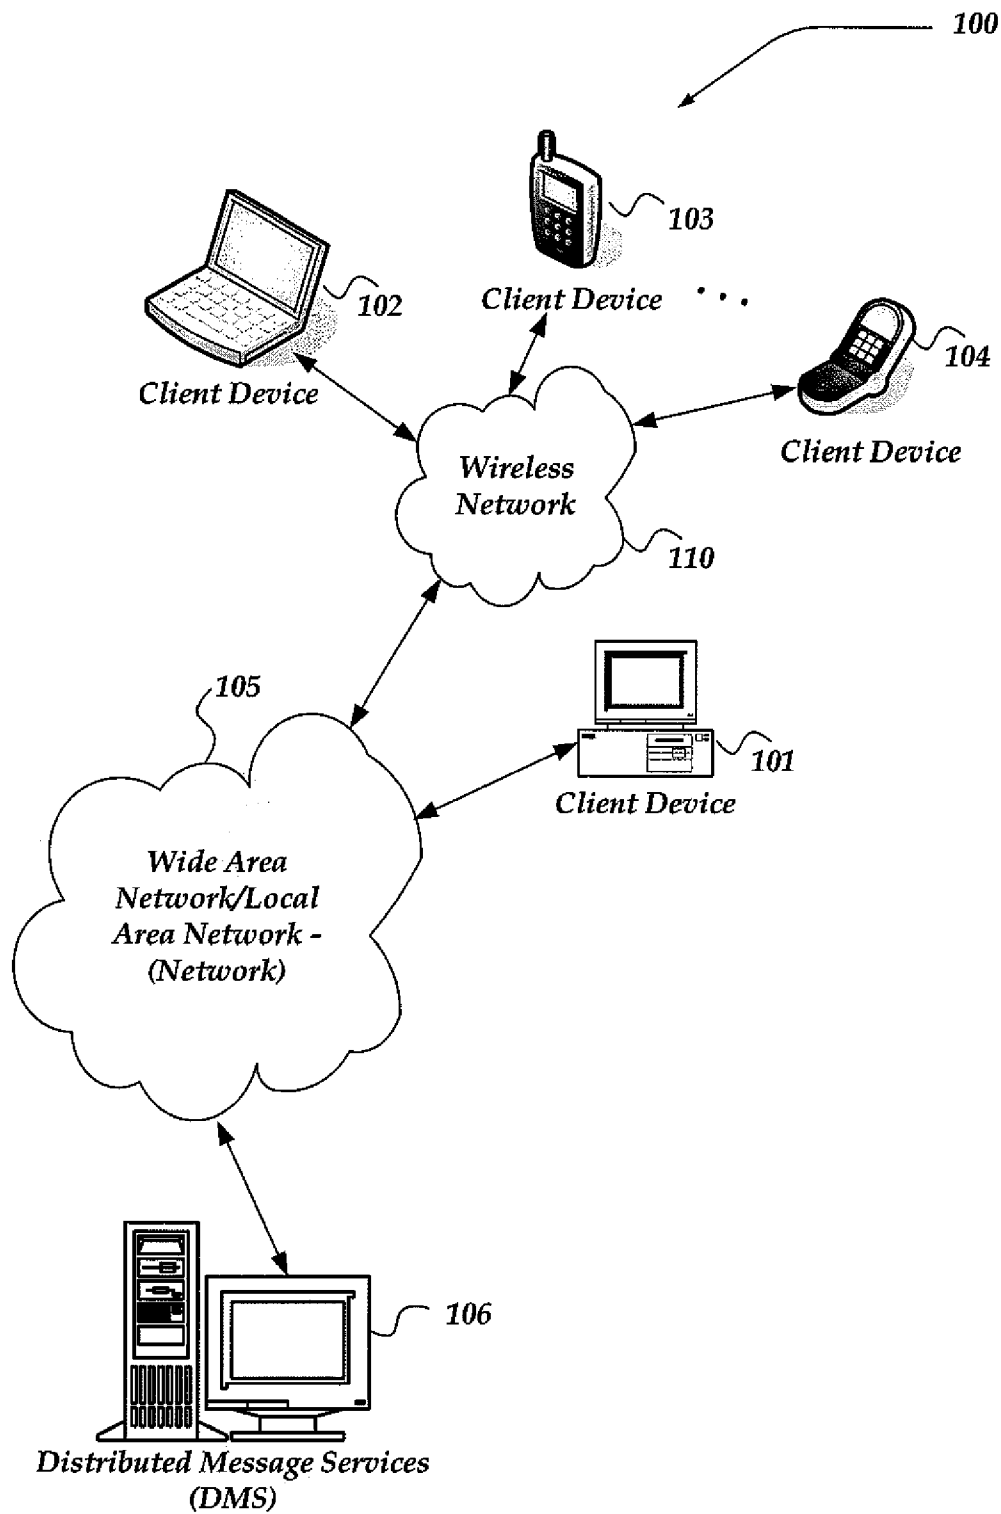 100
103
102
Client Device
. . .
104
Client Device
Client Device
Wireless
Network
110
105
101
Client Device
Wide Area
Network/Local
Area Network -
(Network)
106
Distributed Message Services
(DMS)